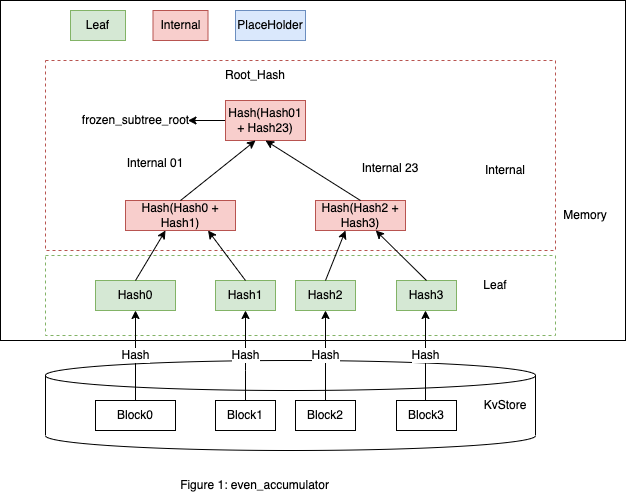 Leaf
Internal
PlaceHolder
Root_Hash
Hash(Hash01
+ Hash23)
frozen_subtree_root
Internal 01
Internal 23
Internal
Hash(Hash0 +
Hash1)
Hash(Hash2 +
Hash3)
Memory
Leaf
Hash0
Hash1
Hash2
Hash3
Hash
Hash
Hash
Hash
Block0
Block1
Block2
Block3
KvStore
Figure 1: even_accumulator